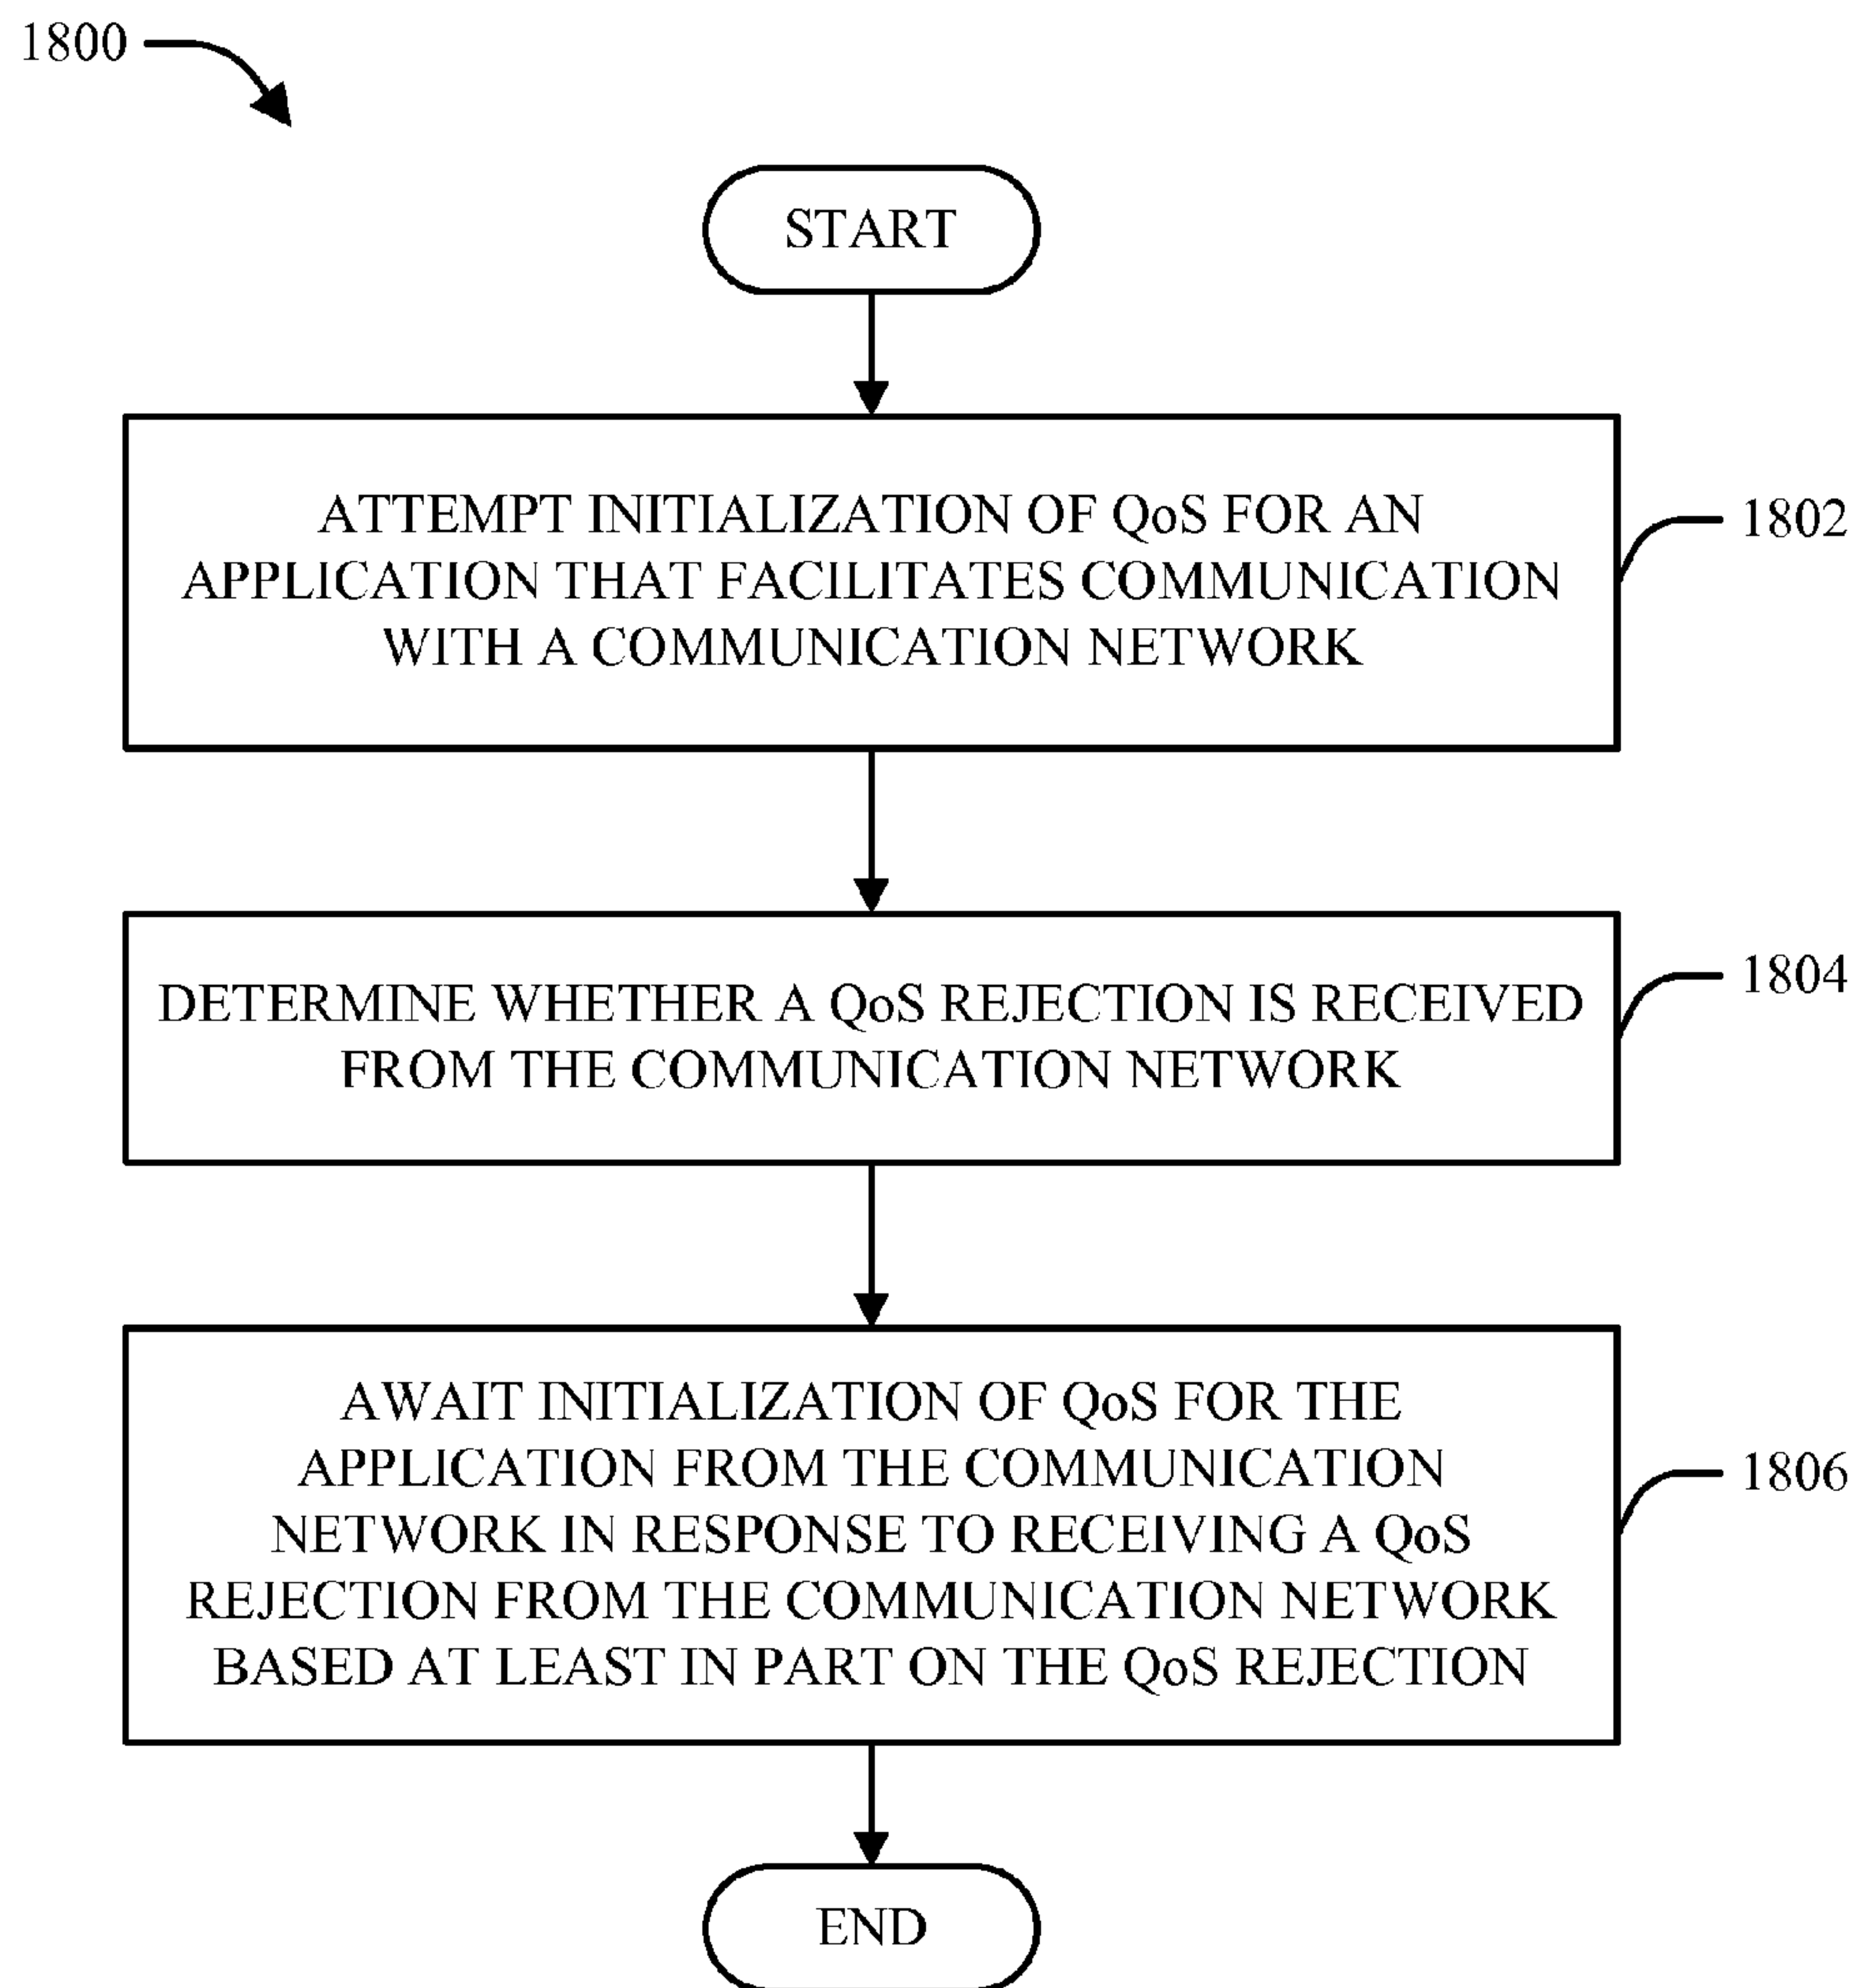 1800
START
ATTEMPT INITIALIZATION OF QoS FOR AN
APPLICATION THAT FACILITATES COMMUNICATION
WITH A COMMUNICATION NETWORK
1802
DETERMINE WHETHER A QoS REJECTION IS RECEIVED
FROM THE COMMUNICATION NETWORK
1804
AWAIT INITIALIZATION OF QoS FOR THE
APPLICATION FROM THE COMMUNICATION
NETWORK IN RESPONSE TO RECEIVING A QoS
REJECTION FROM THE COMMUNICATION NETWORK
BASED AT LEAST IN PART ON THE QoS REJECTION
1806
END